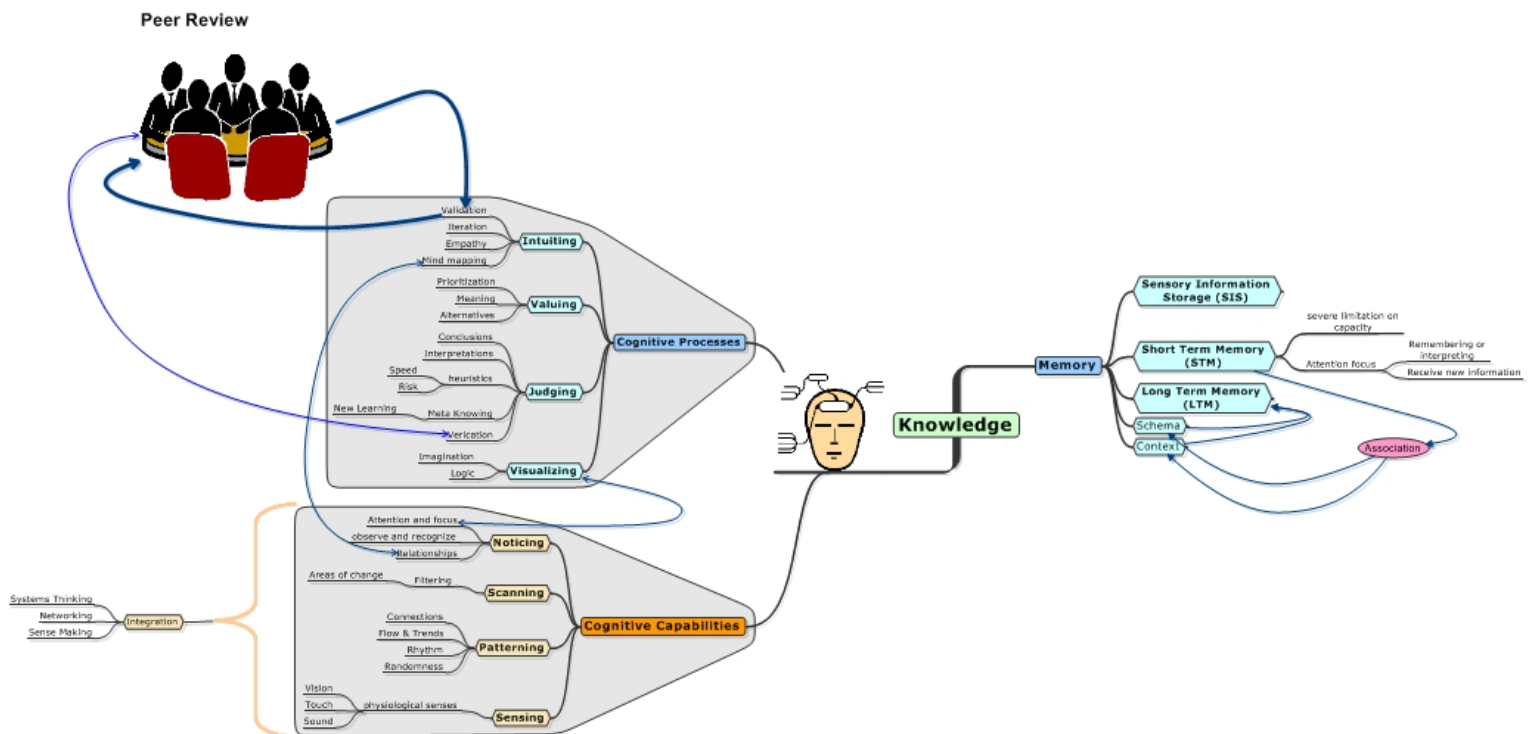 Peer Review
Validation
Iteration
Empathy
Mind mapping
Intuiting
Prioritization
Meaning
Alternatives
Valuing
Conclusions
Interpretations
Speed
Risk
heuristics
New Learning
Meta Knowing
Verication
Judging
Imagination
Logic
Visualizing
Cognitive Processes
Attention and focus
observe and recognize
Relationships
Noticing
Areas of change
Filtering
Scanning
Connections
Flow & Trends
Rhythm
Randomness
Patterning
Vision
Touch
Sound
physiological senses
Sensing
Cognitive Capabilities
Systems Thinking
Networking
Sense Making
Integration
Knowledge
Memory
Sensory Information
Storage (SIS)
Short Term Memory
(STM)
severe limitation on
capacity
Attention focus
Remembering or
interpreting
Receive new information
Long Term Memory
(LTM)
Schema
Context
Association